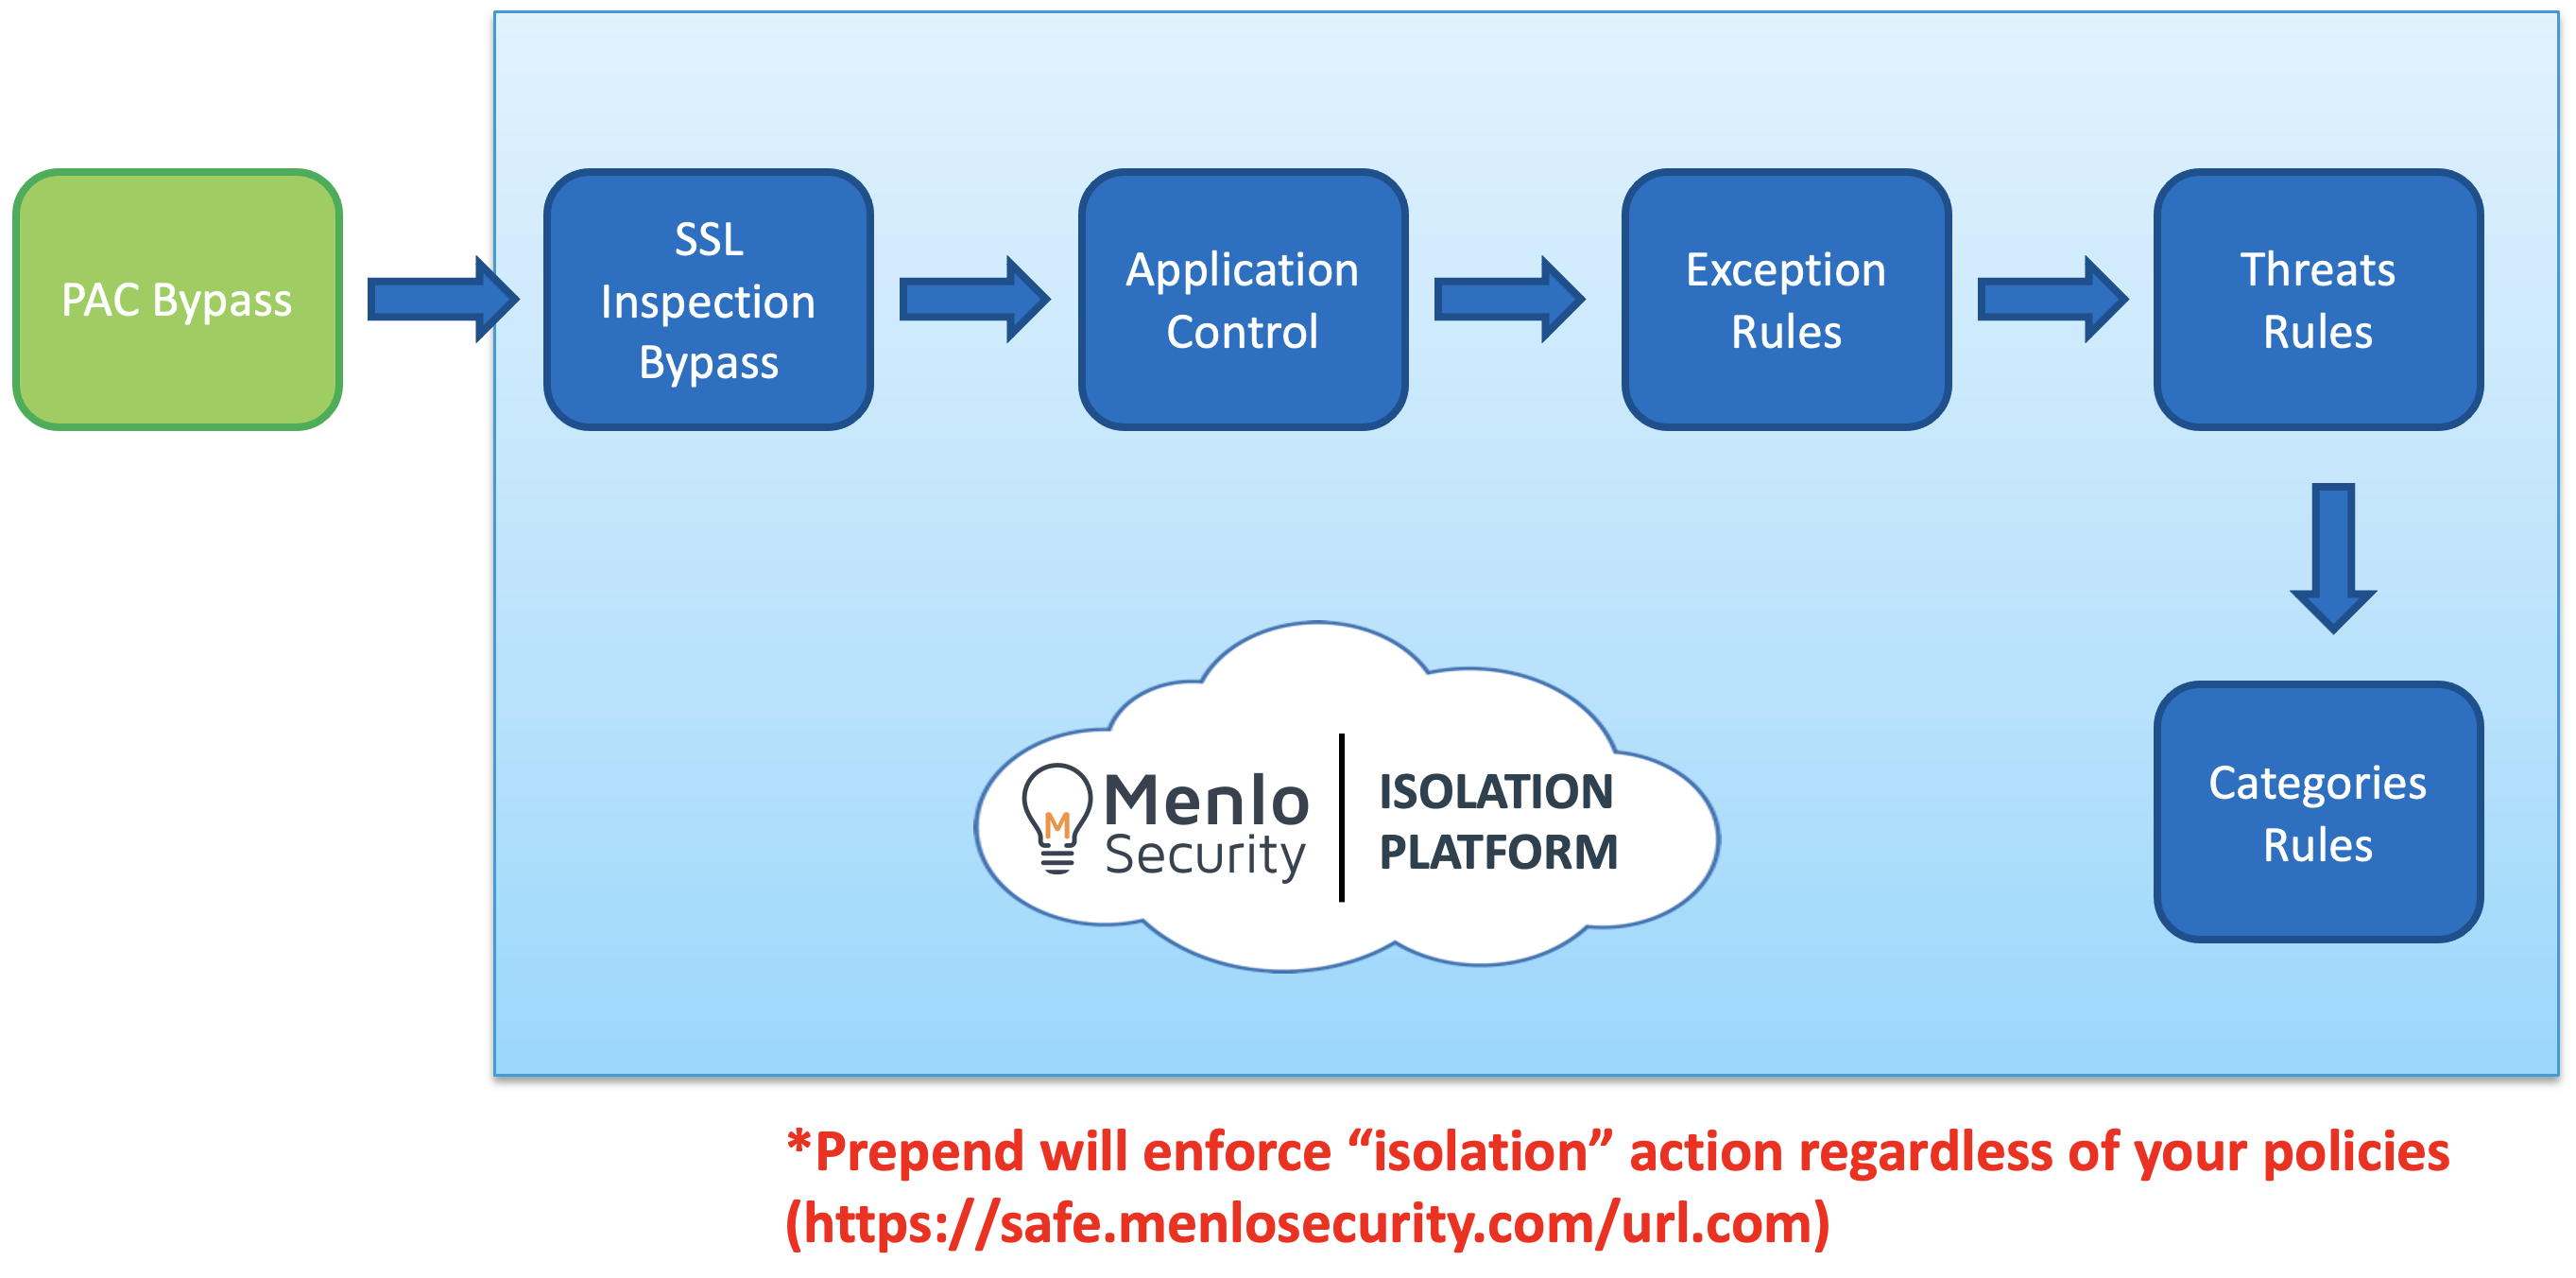 PAC Bypass
SSL
Inspection
Bypass
Application
Control
Exception
Rules
Threats
Rules
Categories
Rules
M
Menlo
Security
ISOLATION
PLATFORM
*Prepend will enforce “isolation” action regardless of your policies
(https://safe.menlosecurity.com/url.com)